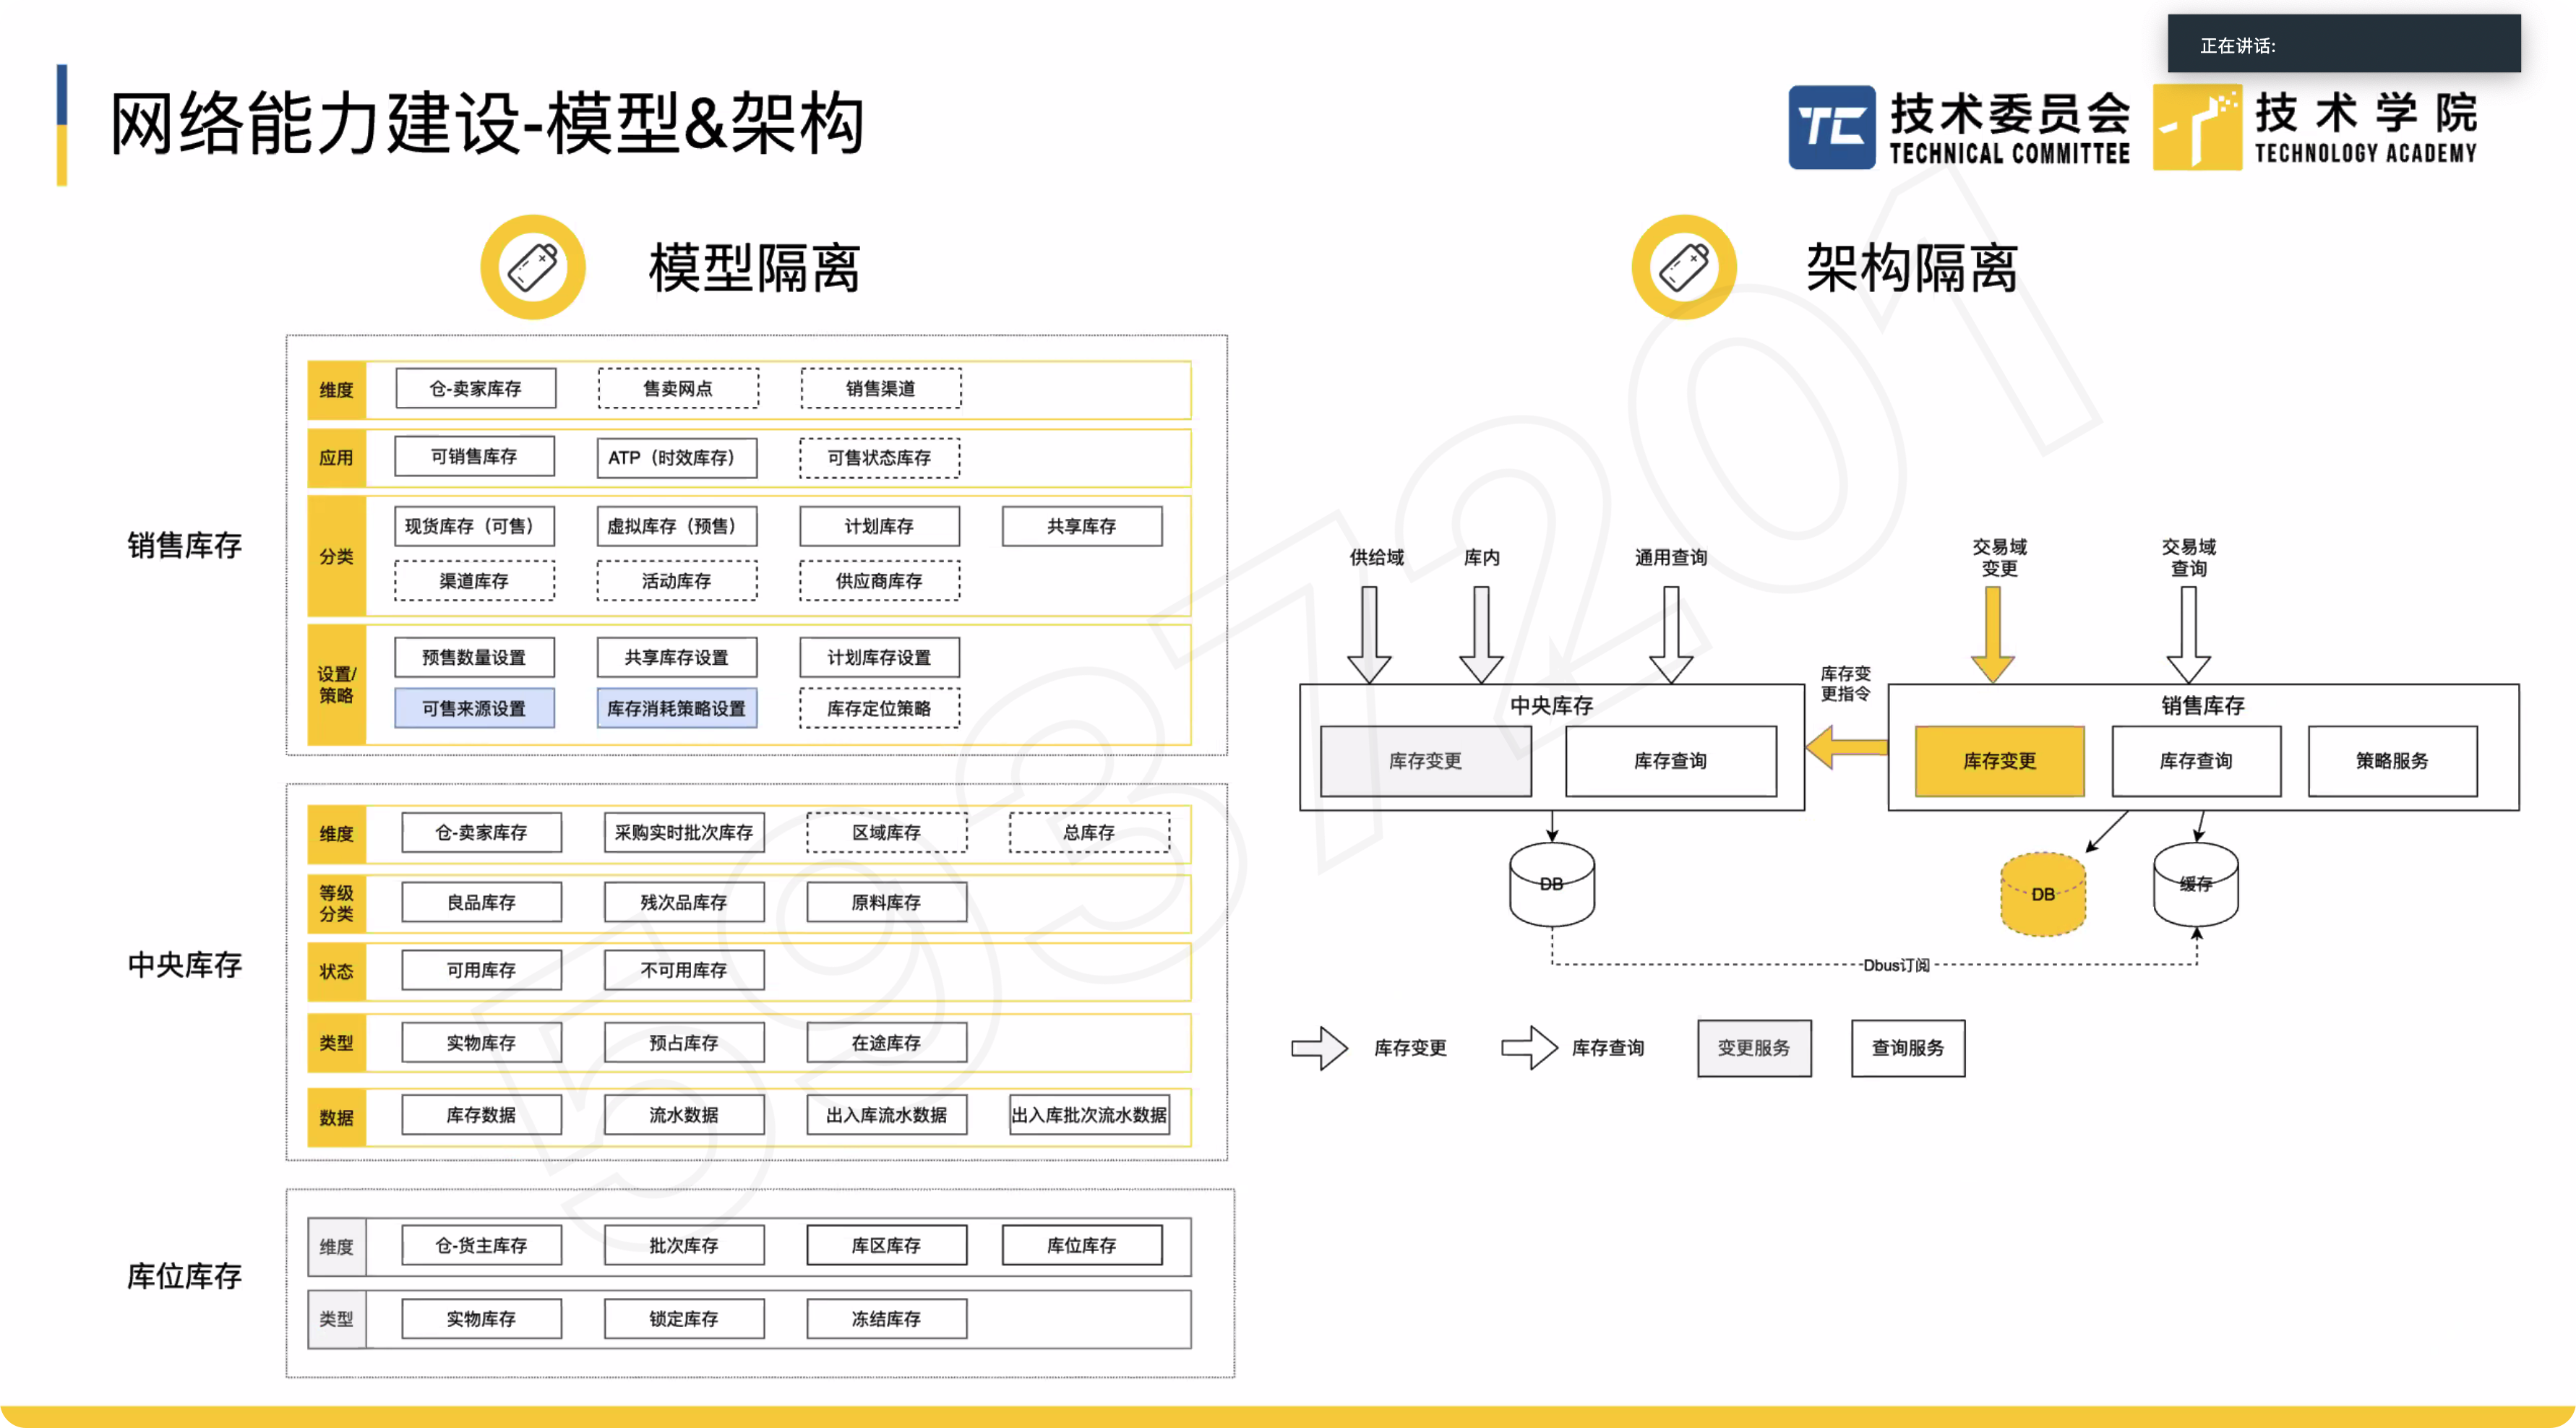 正在讲话:
网络能力建设-模型&架构
技术委员会
TECHNICAL COMMITTEE
技术学院
TECHNOLOGY ACADEMY
模型隔离
架构隔离
销售库存
维度
仓-卖家库存
售卖网点
销售渠道
应用
可销售库存
ATP（时效库存）
可售状态库存
分类
现货库存（可售）
虚拟库存（预售）
计划库存
共享库存
渠道库存
活动库存
供应商库存
设置/
策略
预售数量设置
共享库存设置
计划库存设置
可售来源设置
库存消耗策略设置
库存定位策略
中央库存
维度
仓-卖家库存
采购实时批次库存
区域库存
总库存
等级
分类
良品库存
残次品库存
原料库存
状态
可用库存
不可用库存
类型
实物库存
预占库存
在途库存
数据
库存数据
流水数据
出入库流水数据
出入库批次流水数据
库位库存
维度
仓-货主库存
批次库存
库区库存
库位库存
类型
实物库存
锁定库存
冻结库存
供给域
库内
通用查询
交易域
变更
交易域
查询
中央库存
库存变更
库存查询
库存变
更指令
销售库存
库存变更
库存查询
策略服务
DB
DB
缓存
Dbus订阅
库存变更
库存查询
变更服务
查询服务
5937201